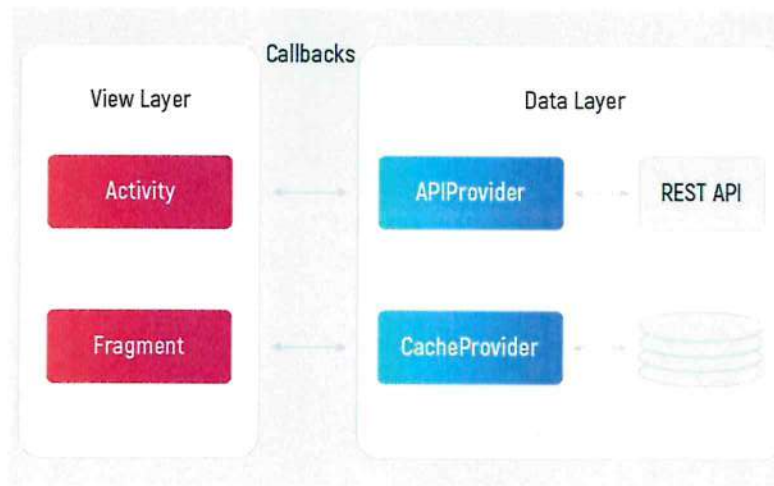 Callbacks
View Layer
Data Layer
Activity
APIProvider
REST API
Fragment
CacheProvider